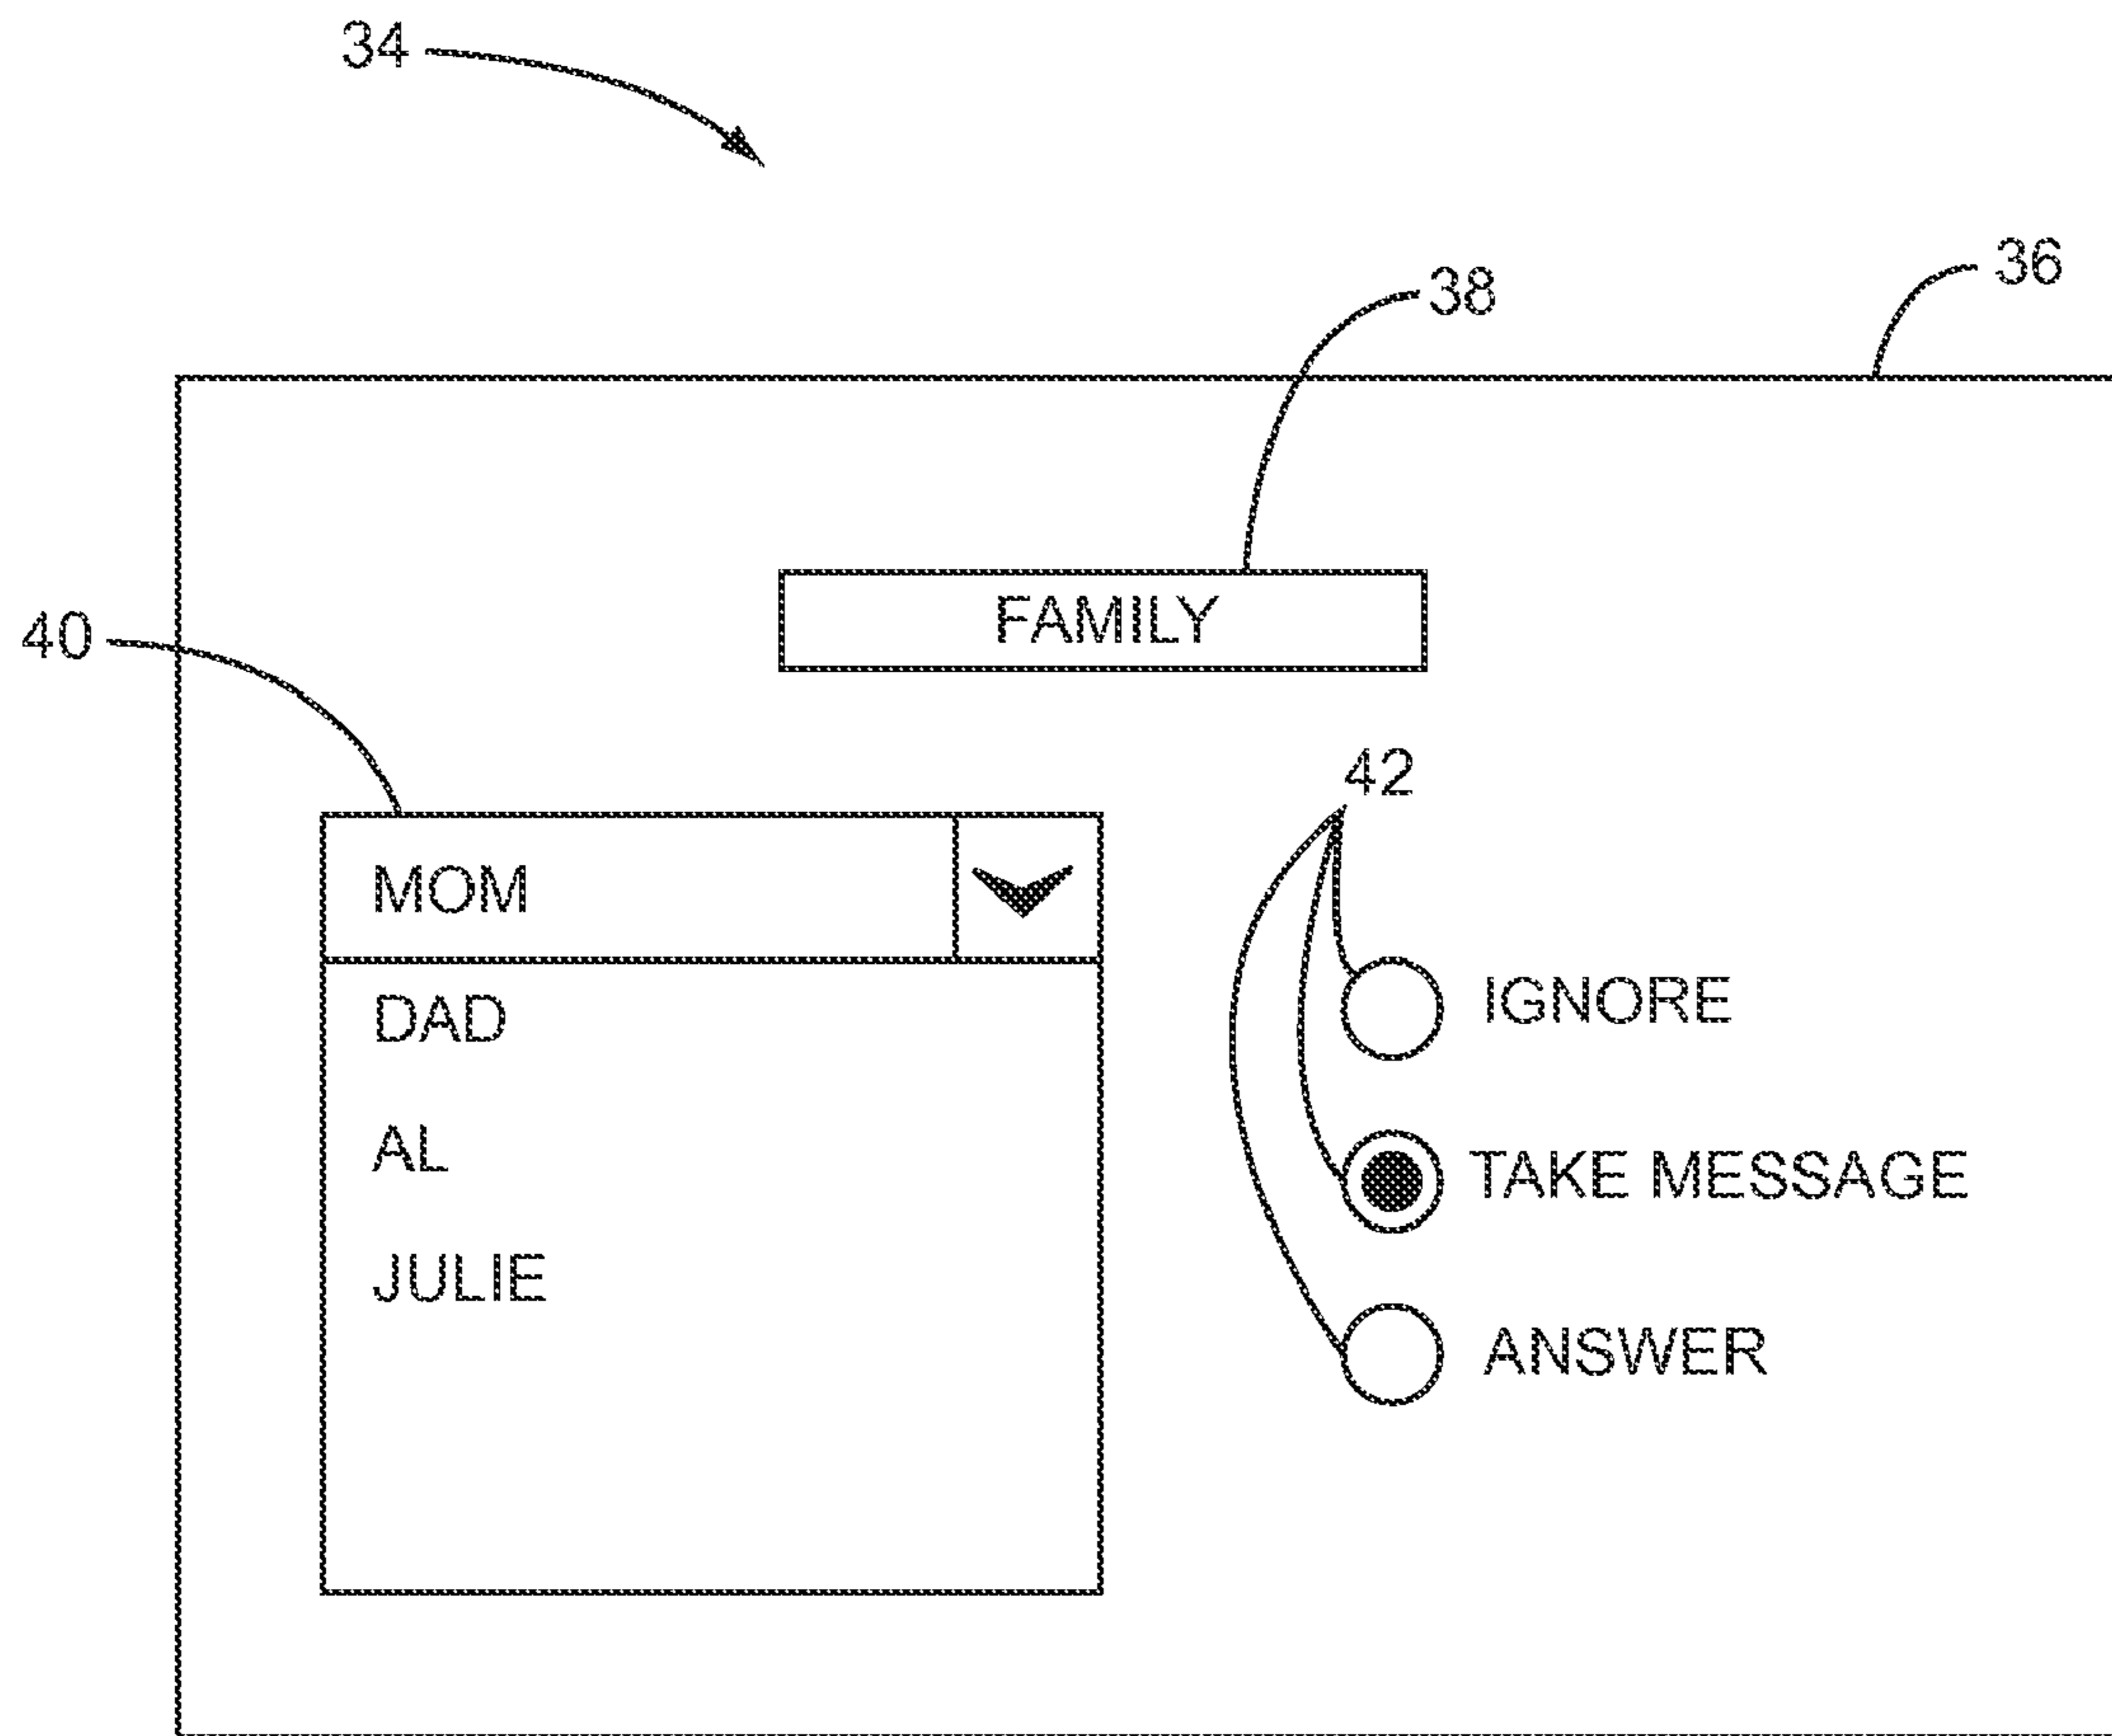 34
36
38
FAMILY
40
42
MOM
DAD
AL
JULIE
IGNORE
TAKE MESSAGE
ANSWER